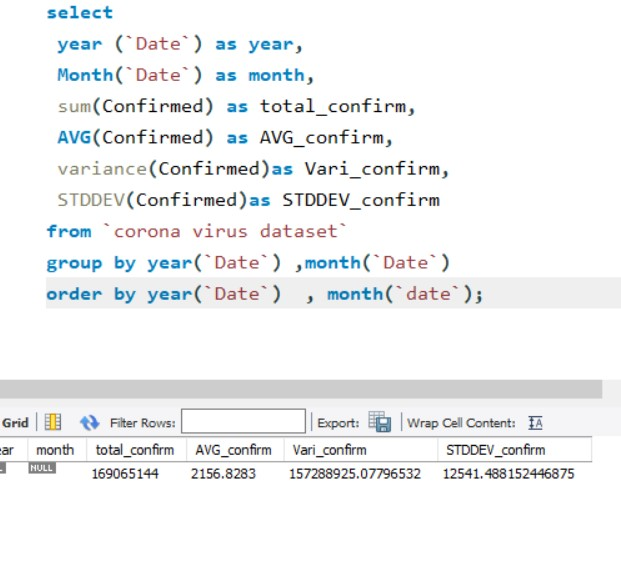 select
year (`Date`) as year,
Month(`Date`) as month,
sum(Confirmed) as total_confirm,
AVG(Confirmed) as AVG_confirm,
variance(Confirmed)as Vari_confirm,
STDDEV(Confirmed)as STDDEV_confirm
from `corona virus dataset`
group by year(`Date`) ,month(`Date`)
order by year(`Date`)  , month(`date`);
Grid Filter Rows: Export: Wrap Cell Content:
ear month total_confirm AVG_confirm Vari_confirm STDDEV_confirm
NULL 169065144 2156.8283 157288925.07796532 12541.488152446875